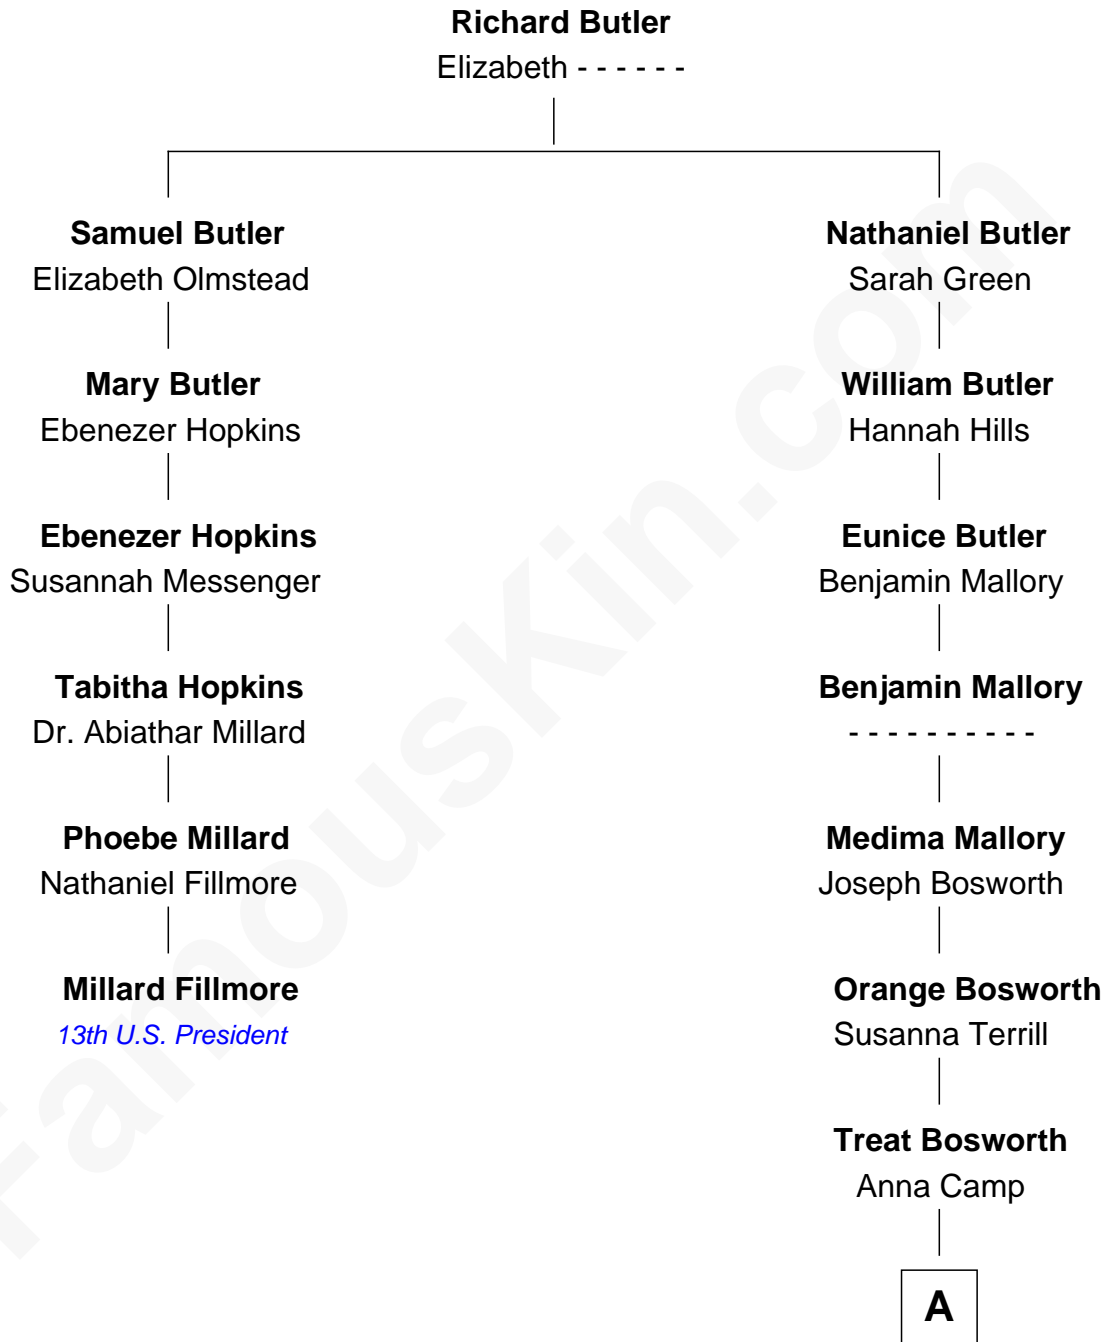 Richard Butler
Elizabeth - - - - - -
Samuel Butler
Elizabeth Olmstead
Nathaniel Butler
Sarah Green
Mary Butler
Ebenezer Hopkins
William Butler
Hannah Hills
Ebenezer Hopkins
Susannah Messenger
Eunice Butler
Benjamin Mallory
Tabitha Hopkins
Dr. Abiathar Millard
Benjamin Mallory
- - - - - - - - - -
Phoebe Millard
Nathaniel Fillmore
Medima Mallory
Joseph Bosworth
Millard Fillmore
13th U.S. President
Orange Bosworth
Susanna Terrill
Treat Bosworth
Anna Camp
A
FamousKin.com